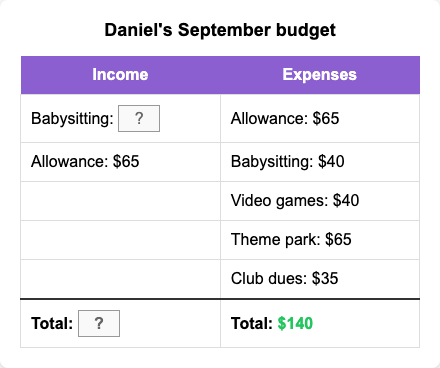 Daniel's September budget
Income Expenses
Babysitting: ? Allowance: $65
Allowance: $65 Babysitting: $40
Video games: $40
Theme park: $65
Club dues: $35
Total: ? Total: $140